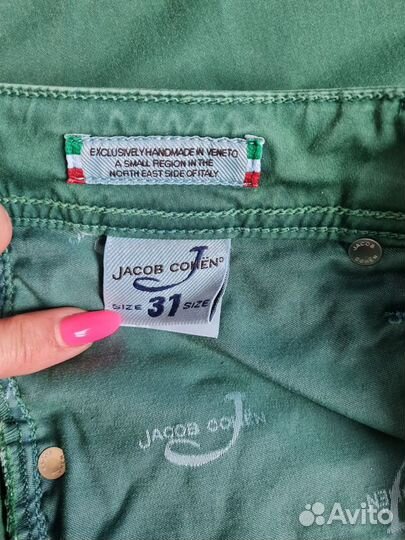 EXCLUSIVELY HANDMADE IN VENETO
A SMALL REGION IN THE
NORTH EAST SIDE OF ITALY
J
JACOB COHËN
SIZE 31 SIZE
JACOB
COHEN
J
JACOB COHËN
ËN
Avito